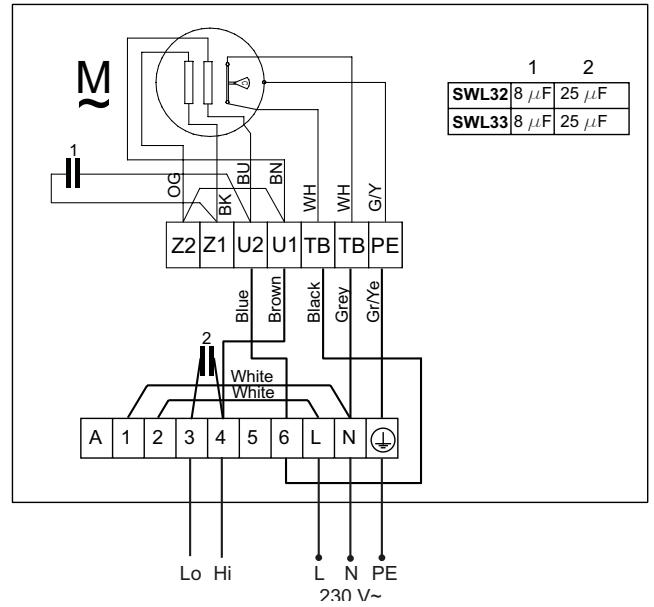 M
~
1 2
SWL32 8 μF 25 μF
SWL33 8 μF 25 μF
1
OG BK BU BN WH WH G/Y
Z2 Z1 U2 U1 TB TB PE
Blue Brown Black Grey Gr/Ye
2
White
White
A 1 2 3 4 5 6 L N
Lo Hi L N PE
230 V~